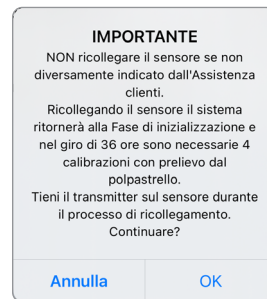 IMPORTANTE
NON ricollegare il sensore se non
diversamente indicato dall'Assistenza
clienti.
Ricollegando il sensore il sistema
ritornerà alla Fase di inizializzazione e
nel giro di 36 ore sono necessarie 4
calibrazioni con prelievo dal
polpastrello.
Tieni il transmitter sul sensore durante
il processo di ricollegamento.
Continuare?
Annulla OK